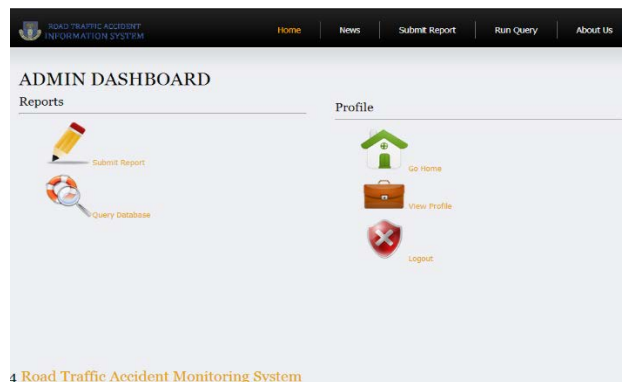 ROAD TRAFFIC ACCIDENT
INFORMATION SYSTEM
Home
News
Submit Report
Run Query
About Us
ADMIN DASHBOARD
Reports
Profile
Submit Report
Go Home
Query Database
View Profile
Logout
4 Road Traffic Accident Monitoring System